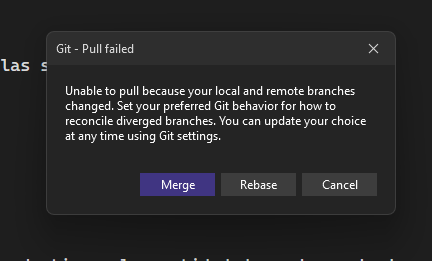 las s
Git - Pull failed
Unable to pull because your local and remote branches
changed. Set your preferred Git behavior for how to
reconcile diverged branches. You can update your choice
at any time using Git settings.
Merge
Rebase
Cancel